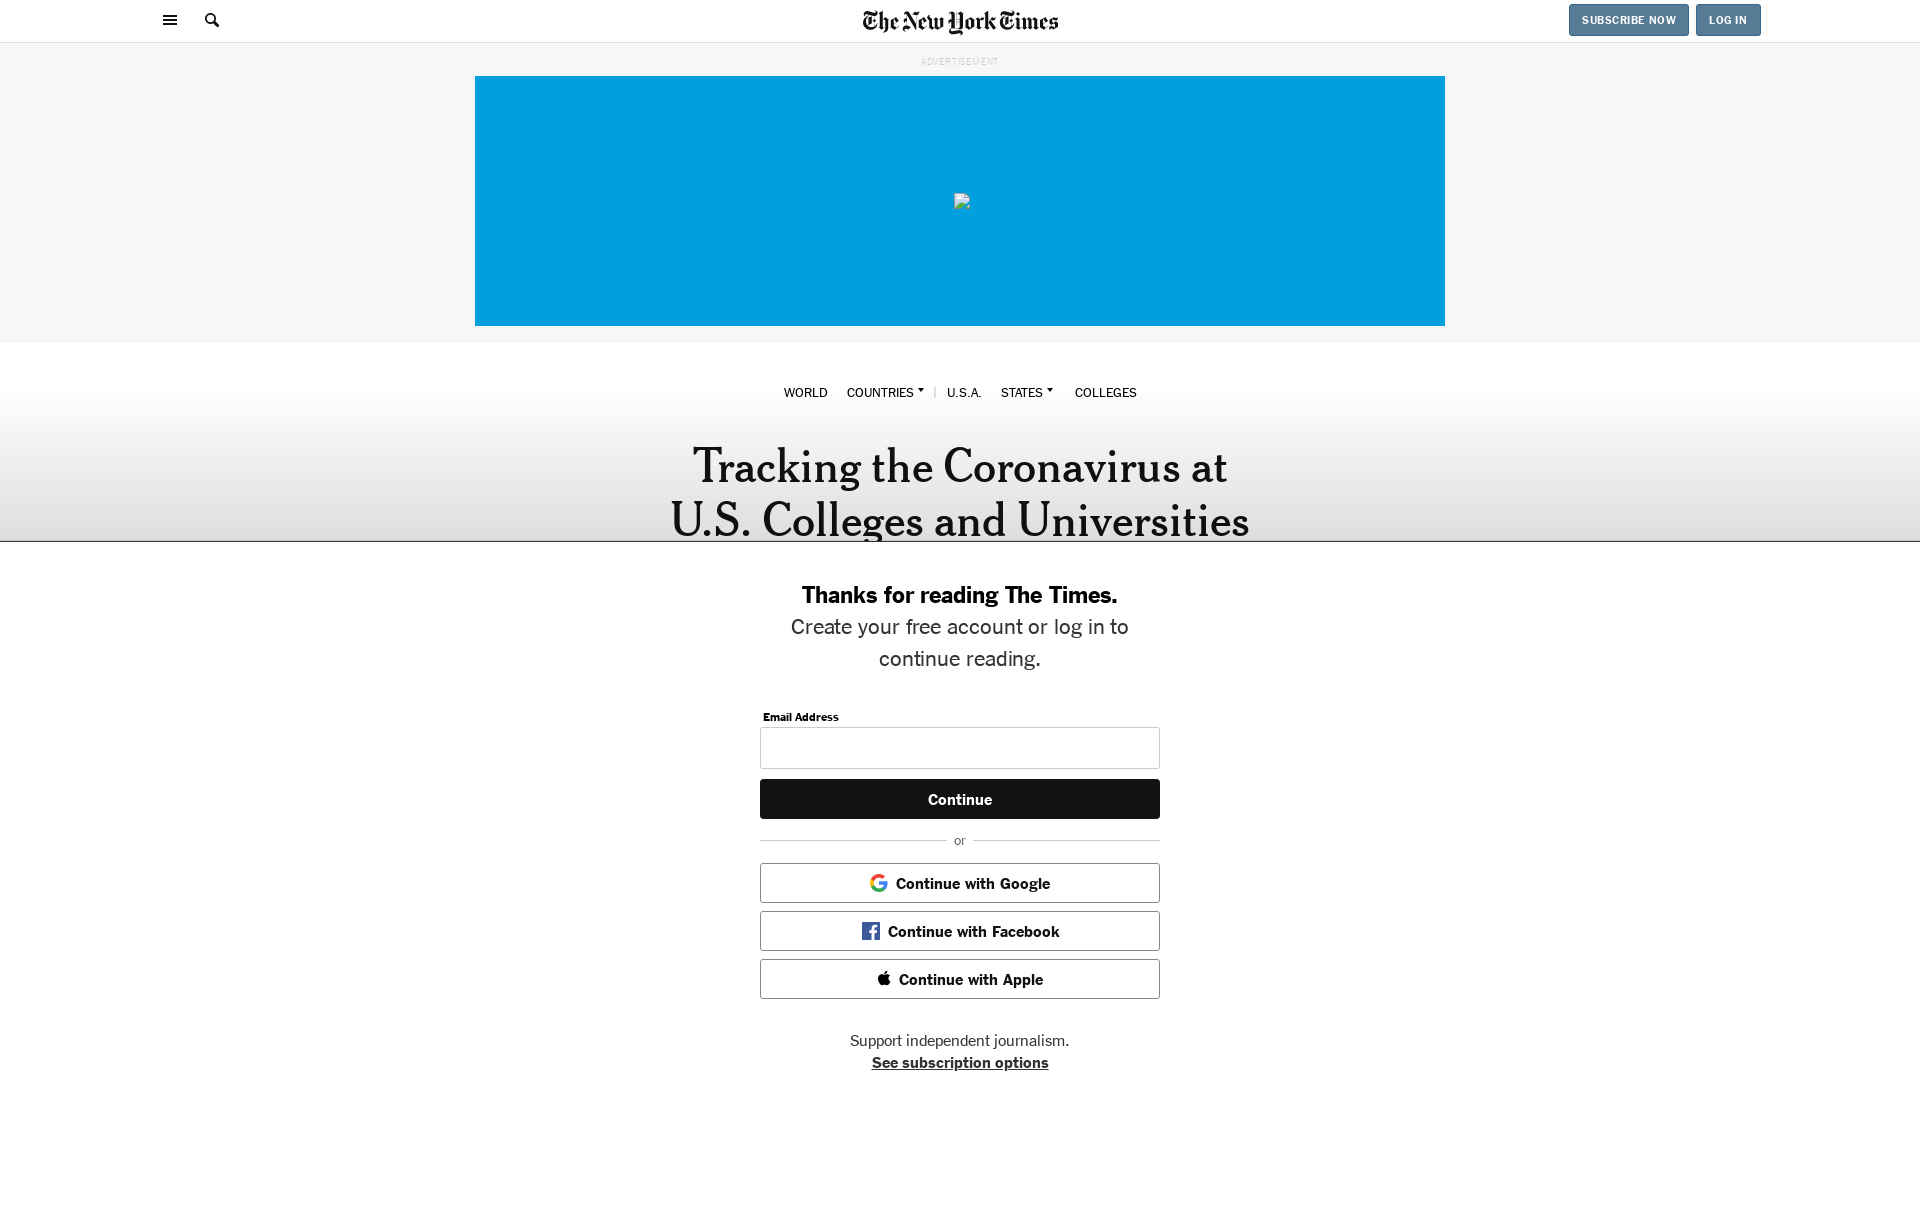 The New York Times
SUBSCRIBE NOW
LOG IN
ADVERTISEMENT
WORLD COUNTRIES | U.S.A. STATES COLLEGES
Tracking the Coronavirus at
U.S. Colleges and Universities
Thanks for reading The Times.
Create your free account or log in to
continue reading.
Email Address
Continue
or
Continue with Google
Continue with Facebook
Continue with Apple
Support independent journalism.
See subscription options